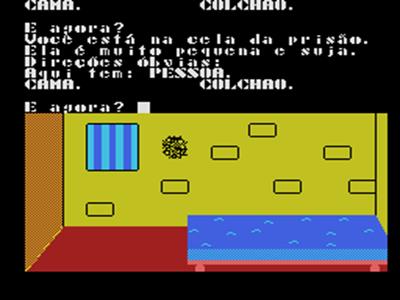 CAMA. COLCHAO.
E agora?
Você está na cela da prisão.
Ela é muito pequena e suja.
Direções óbvias:
Aqui tem: PESSOA.
CAMA. COLCHAO.
E agora?